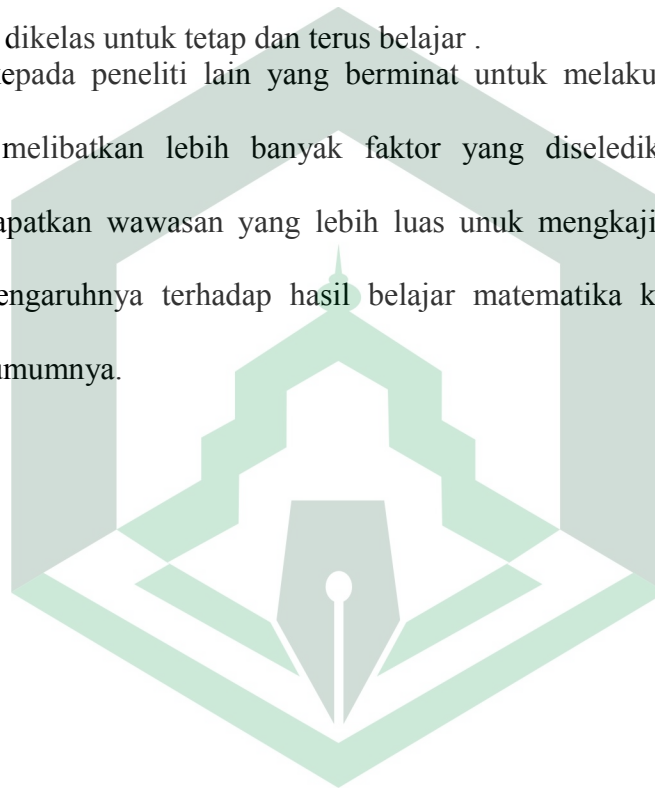 dikelas untuk tetap dan terus belajar .
epada peneliti lain yang berminat untuk melaku
melibatkan lebih banyak faktor yang diseledik
apatkan wawasan yang lebih luas unuk mengkaji
engaruhnya terhadap hasil belajar matematika k
umumnya.